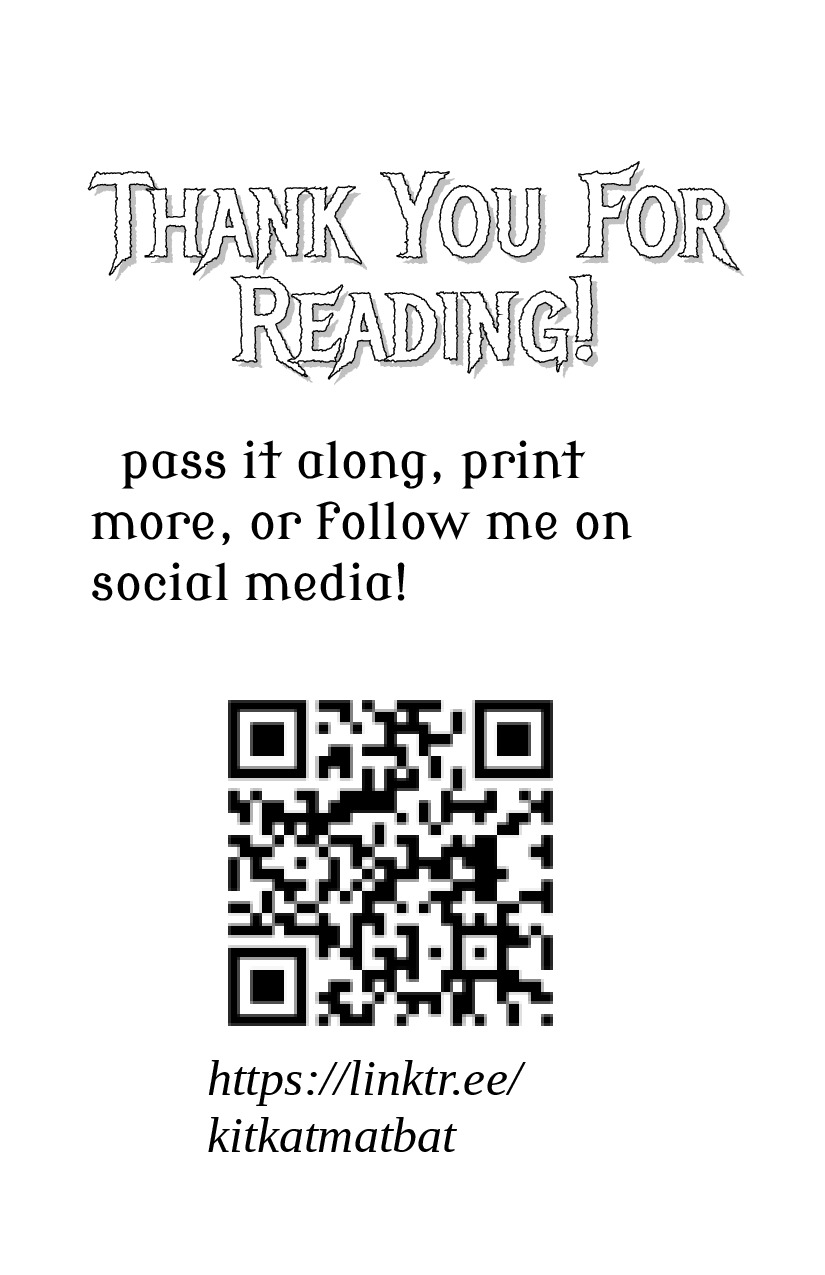 Thank You For
Reading!
pass it along, print
more, or follow me on
social media!
https://linktr.ee/
kitkatmatbat